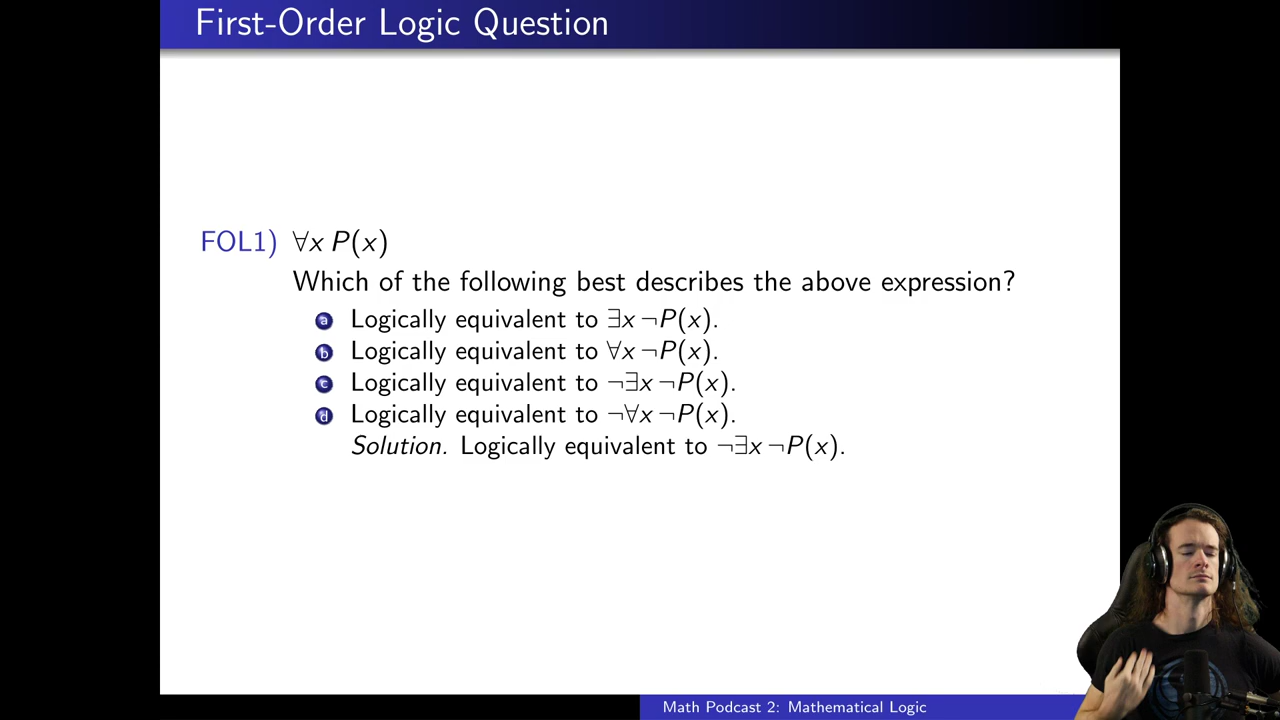 First-Order Logic Question
FOL1) ∀x P(x)
Which of the following best describes the above expression?
a Logically equivalent to ∃x ¬P(x).
b Logically equivalent to ∀x ¬P(x).
c Logically equivalent to ¬∃x ¬P(x).
d Logically equivalent to ¬∀x ¬P(x).
Solution. Logically equivalent to ¬∃x ¬P(x).
Math Podcast 2: Mathematical Logic